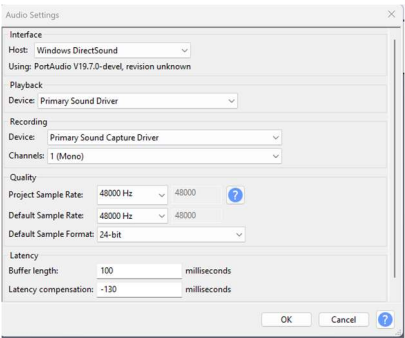 Audio Settings
Interface
Host: Windows DirectSound
Using: PortAudio V19.7.0-devel, revision unknown
Playback
Device: Primary Sound Driver
Recording
Device: Primary Sound Capture Driver
Channels: 1 (Mono)
Quality
Project Sample Rate: 48000 Hz 48000 ?
Default Sample Rate: 48000 Hz 48000
Default Sample Format: 24-bit
Latency
Buffer length: 100 milliseconds
Latency compensation: -130 milliseconds
OK Cancel ?